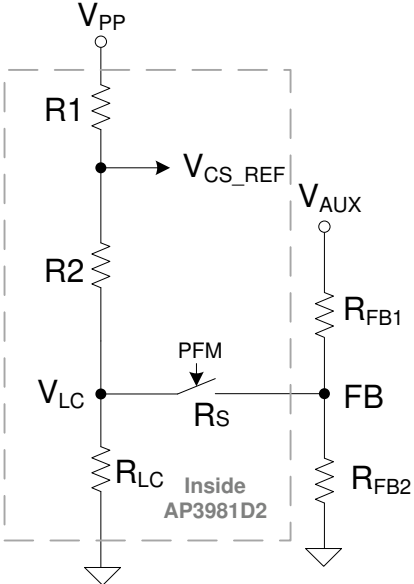 VPP
R1
VCS_REF
VAUX
R2
RFB1
PFM
VLC
FB
RS
RLC
RFB2
Inside
AP3981D2